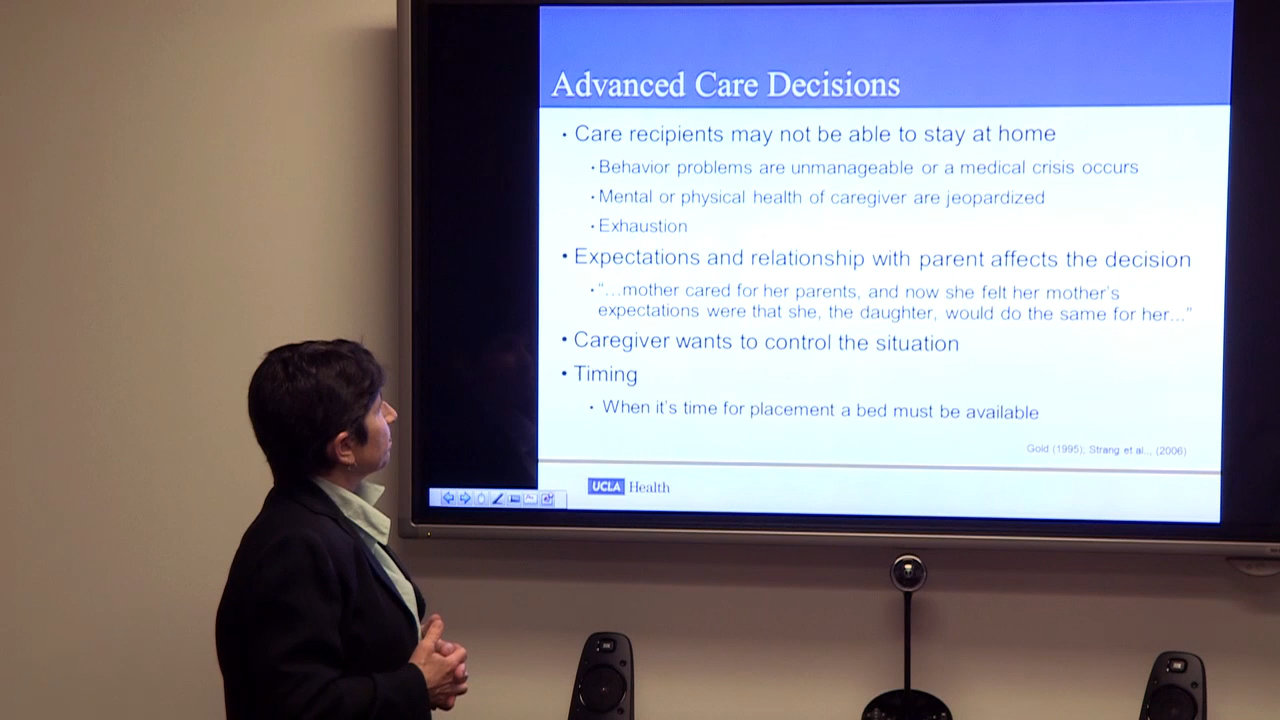 Advanced Care Decisions
• Care recipients may not be able to stay at home
• Behavior problems are unmanageable or a medical crisis occurs
• Mental or physical health of caregiver are jeopardized
• Exhaustion
• Expectations and relationship with parent affects the decision
• "…mother cared for her parents, and now she felt her mother's
expectations were that she, the daughter, would do the same for her…"
• Caregiver wants to control the situation
• Timing
• When it's time for placement a bed must be available
Gold (1995); Strang et al.., (2006)
UCLA Health